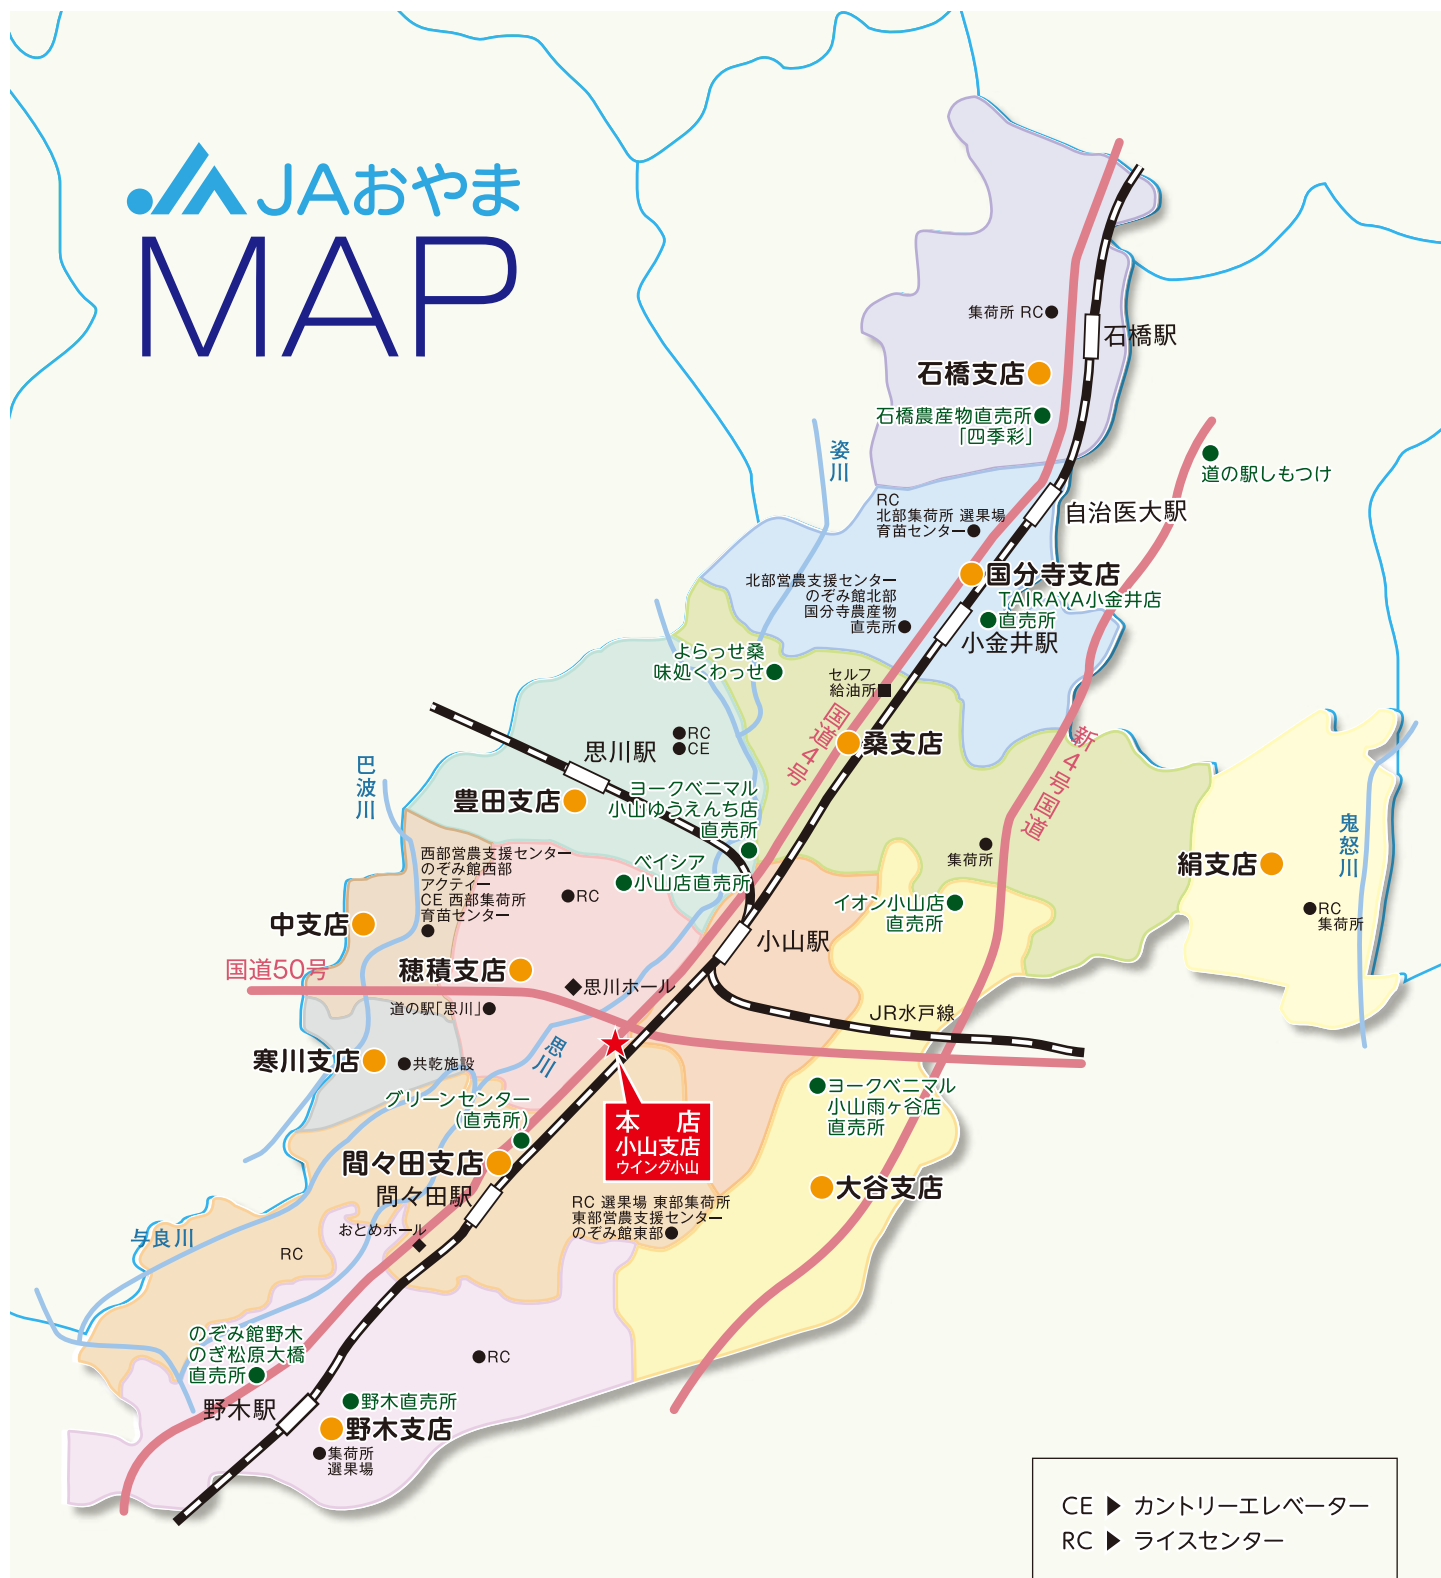 JAおやま
MAP
集荷所 RC
石橋駅
石橋支店
石橋農産物直売所
「四季彩」
姿川
道の駅しもつけ
RC
北部集荷所 選果場
育苗センター
自治医大駅
国分寺支店
北部営農支援センター
のぞみ館北部
国分寺農産物
直売所
TAIRAYA小金井店
直売所
小金井駅
よらっせ桑
味処くわっせ
セルフ
給油所
国道4号
新4号国道
桑支店
RC
CE
思川駅
巴波川
豊田支店
ヨークベニマル
小山ゆうえんち店
直売所
鬼怒川
西部営農支援センター
のぞみ館西部
アクティー
CE 西部集荷所
育苗センター
ベイシア
小山店直売所
集荷所
絹支店
RC
RC
集荷所
イオン小山店
直売所
中支店
小山駅
国道50号
穂積支店
思川ホール
道の駅「思川」
JR水戸線
思川
寒川支店
共乾施設
グリーンセンター
(直売所)
ヨークベニマル
小山雨ヶ谷店
直売所
本 店
小山支店
ウイング小山
間々田支店
間々田駅
大谷支店
RC 選果場 東部集荷所
東部営農支援センター
のぞみ館東部
おとめホール
与良川
RC
のぞみ館野木
のぎ松原大橋
直売所
RC
野木駅
野木直売所
野木支店
集荷所
選果場
CE ▶ カントリーエレベーター
RC ▶ ライスセンター